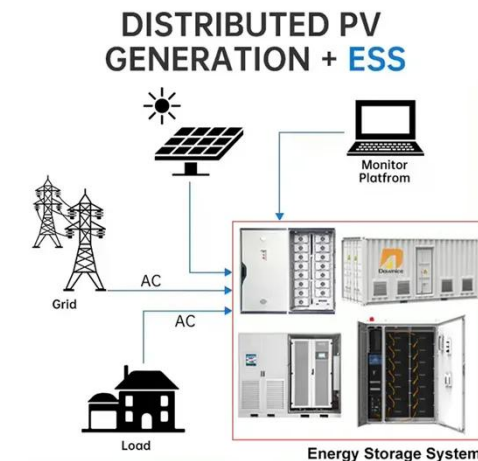 DISTRIBUTED PV
GENERATION + ESS
Monitor
Platfrom
AC
Grid
AC
Load
Energy Storage System